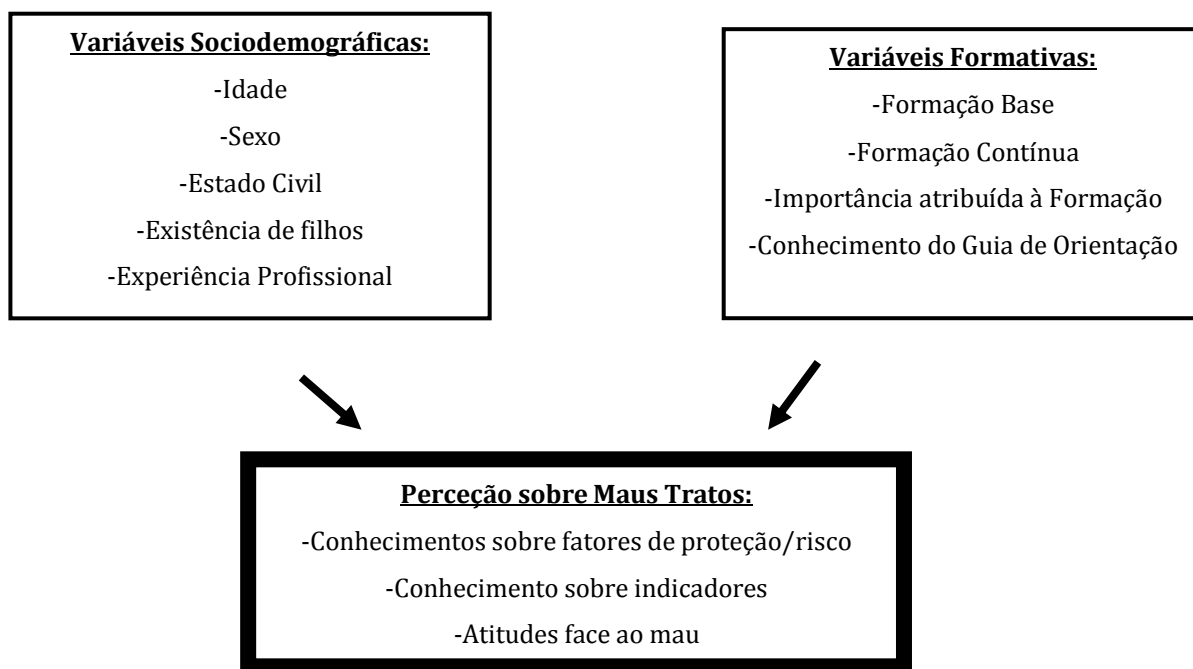 Variáveis Sociodemográficas:
-Idade
-Sexo
-Estado Civil
-Existência de filhos
-Experiência Profissional
Variáveis Formativas:
-Formação Base
-Formação Contínua
-Importância atribuída à Formação
-Conhecimento do Guia de Orientação
Perceção sobre Maus Tratos:
-Conhecimentos sobre fatores de proteção/risco
-Conhecimento sobre indicadores
-Atitudes face ao mau